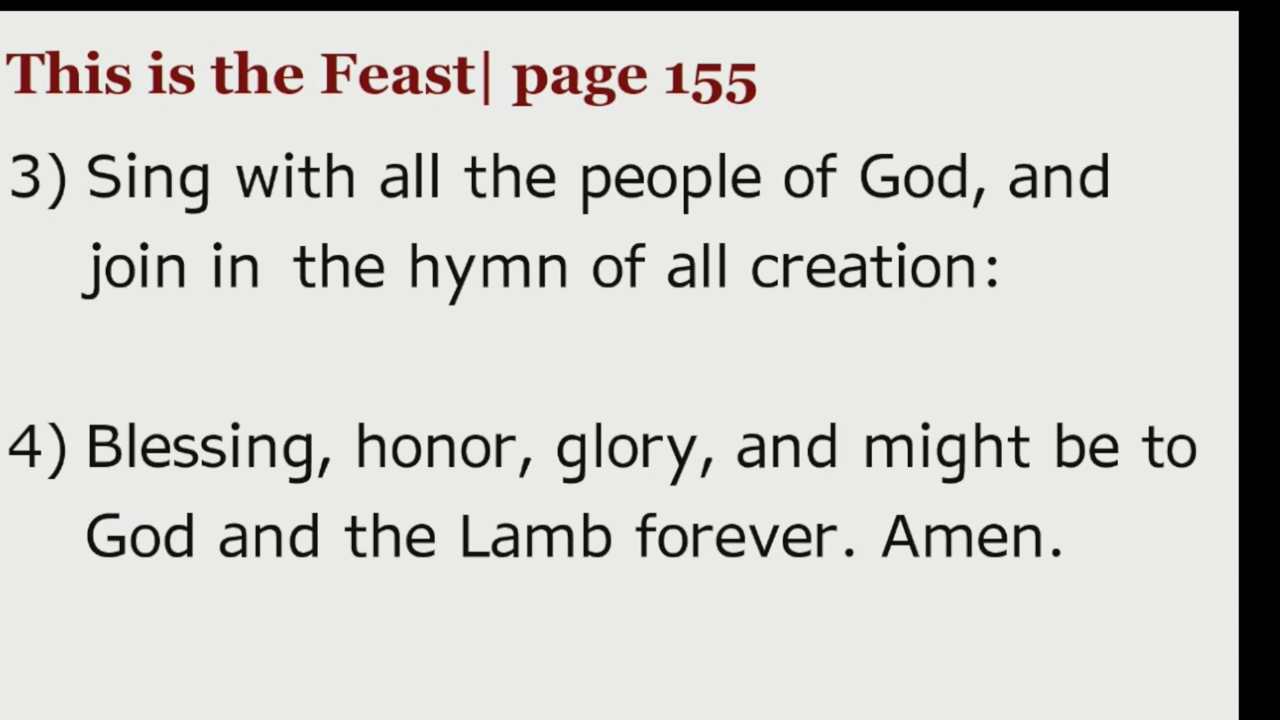 This is the Feast| page 155
3) Sing with all the people of God, and
join in the hymn of all creation:
4) Blessing, honor, glory, and might be to
God and the Lamb forever. Amen.